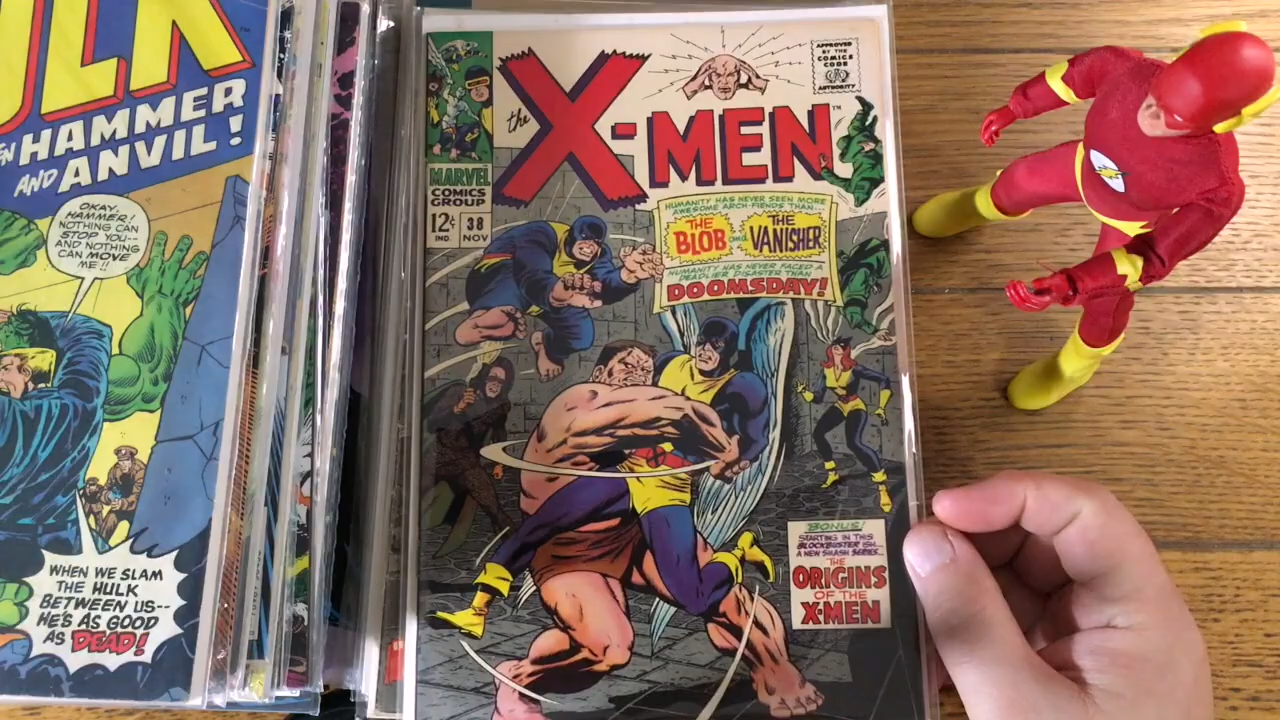 HULK
HAMMER
AND ANVIL!
OKAY,
HAMMER!
NOTHING CAN
STOP YOU--
AND NOTHING
CAN MOVE
ME!!
WHEN WE SLAM
THE HULK
BETWEEN US--
HE'S AS GOOD
AS DEAD!
MARVEL
COMICS
GROUP
12¢
IND.
38
NOV
the
X-MEN
TM
APPROVED
BY THE
COMICS
CODE
AUTHORITY
HUMANITY HAS NEVER SEEN MORE
AWESOME ARCH-FIENDS THAN...
THE BLOB and THE VANISHER
HUMANITY HAS NEVER FACED A
DEADLIER DISASTER THAN
DOOMSDAY!
BONUS!
STARTING IN THIS
BLOCKBUSTER ISH...
A NEW SMASH SERIES...
THE
ORIGINS
OF THE
X-MEN